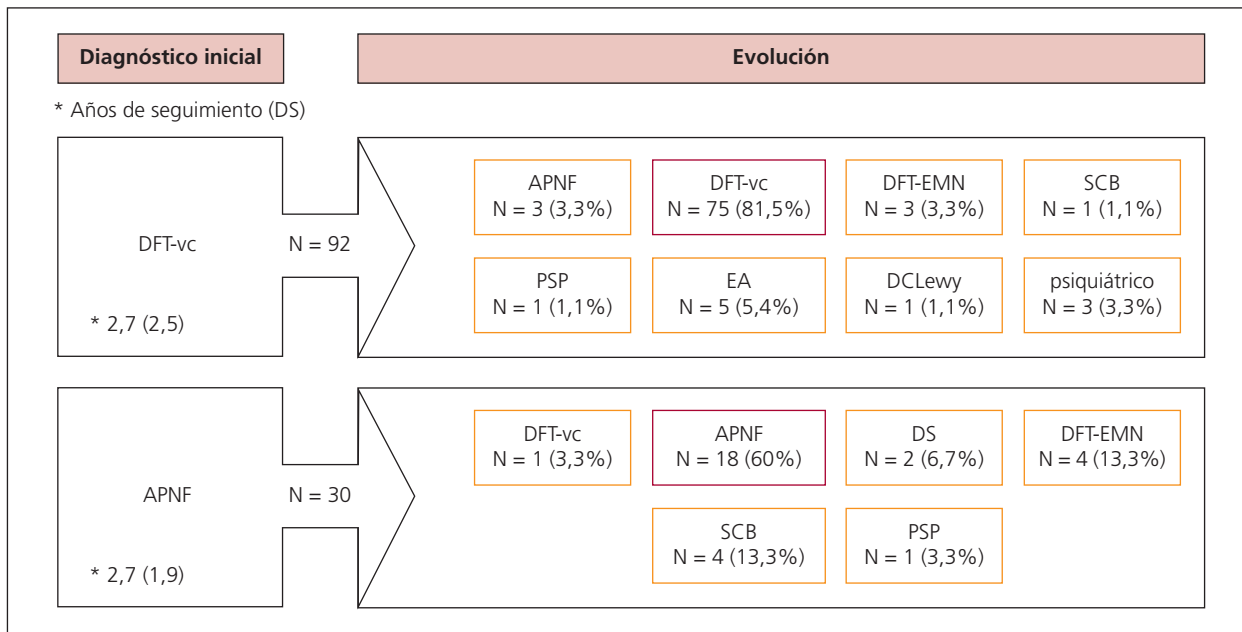 Diagnóstico inicial
Evolución
* Años de seguimiento (DS)
DFT-vc
* 2,7 (2,5)
N = 92
APNF
N = 3 (3,3%)
DFT-vc
N = 75 (81,5%)
DFT-EMN
N = 3 (3,3%)
SCB
N = 1 (1,1%)
PSP
N = 1 (1,1%)
EA
N = 5 (5,4%)
DCLewy
N = 1 (1,1%)
psiquiátrico
N = 3 (3,3%)
APNF
* 2,7 (1,9)
N = 30
DFT-vc
N = 1 (3,3%)
APNF
N = 18 (60%)
DS
N = 2 (6,7%)
DFT-EMN
N = 4 (13,3%)
SCB
N = 4 (13,3%)
PSP
N = 1 (3,3%)